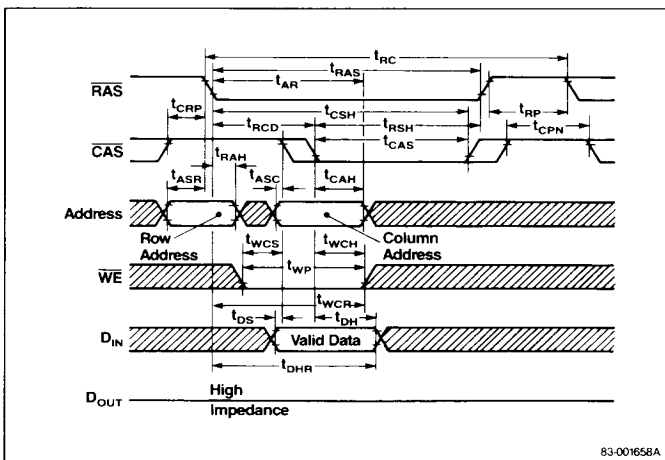 tRC
tRAS
tAR
RAS
tCRP
tCSH
tRP
tRCD
tRSH
tCPN
CAS
tRAH
tCAS
tASR
tASC
tCAH
Address
Row Address
tWCS
tWCH
Column Address
tWP
WE
tWCR
tDS
tDH
DIN
Valid Data
tDHR
DOUT
High Impedance
83-001658A